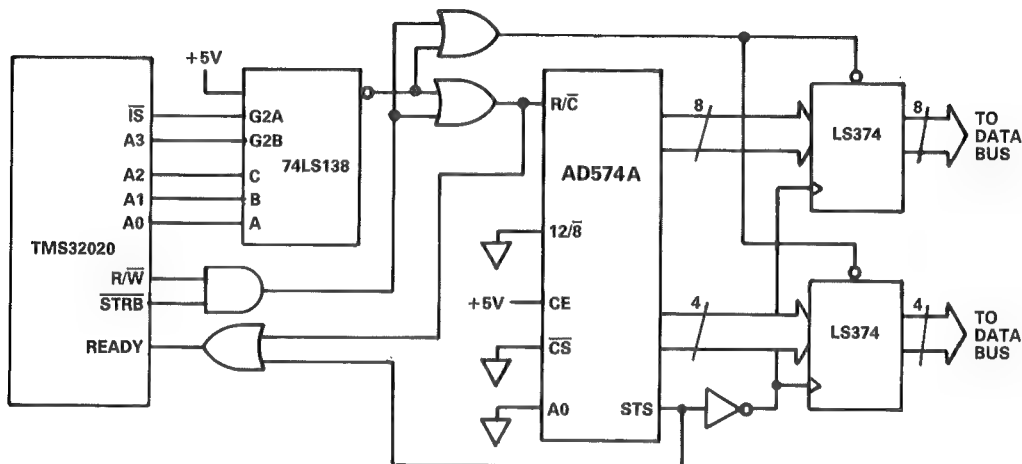 +5V
TMS32020
IS
A3
A2
A1
A0
R/W
STRB
READY
G2A
G2B
C
B
A
74LS138
R/C
AD574A
12/8
+5V
CE
CS
A0
STS
8
LS374
8
TO
DATA
BUS
4
LS374
4
TO
DATA
BUS